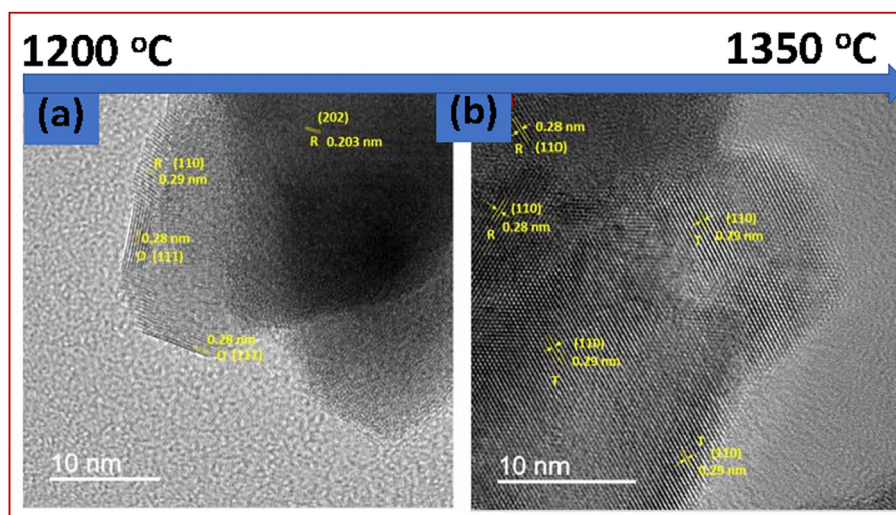 1200 °C
1350 °C
(a)
(202)
R 0.203 nm
R (110)
0.29 nm
0.28 nm
O (111)
0.28 nm
O (111)
10 nm
(b)
0.28 nm
R (110)
(110)
R 0.28 nm
(110)
0.29 nm
T
(110)
0.29 nm
T
T
(110)
0.29 nm
10 nm